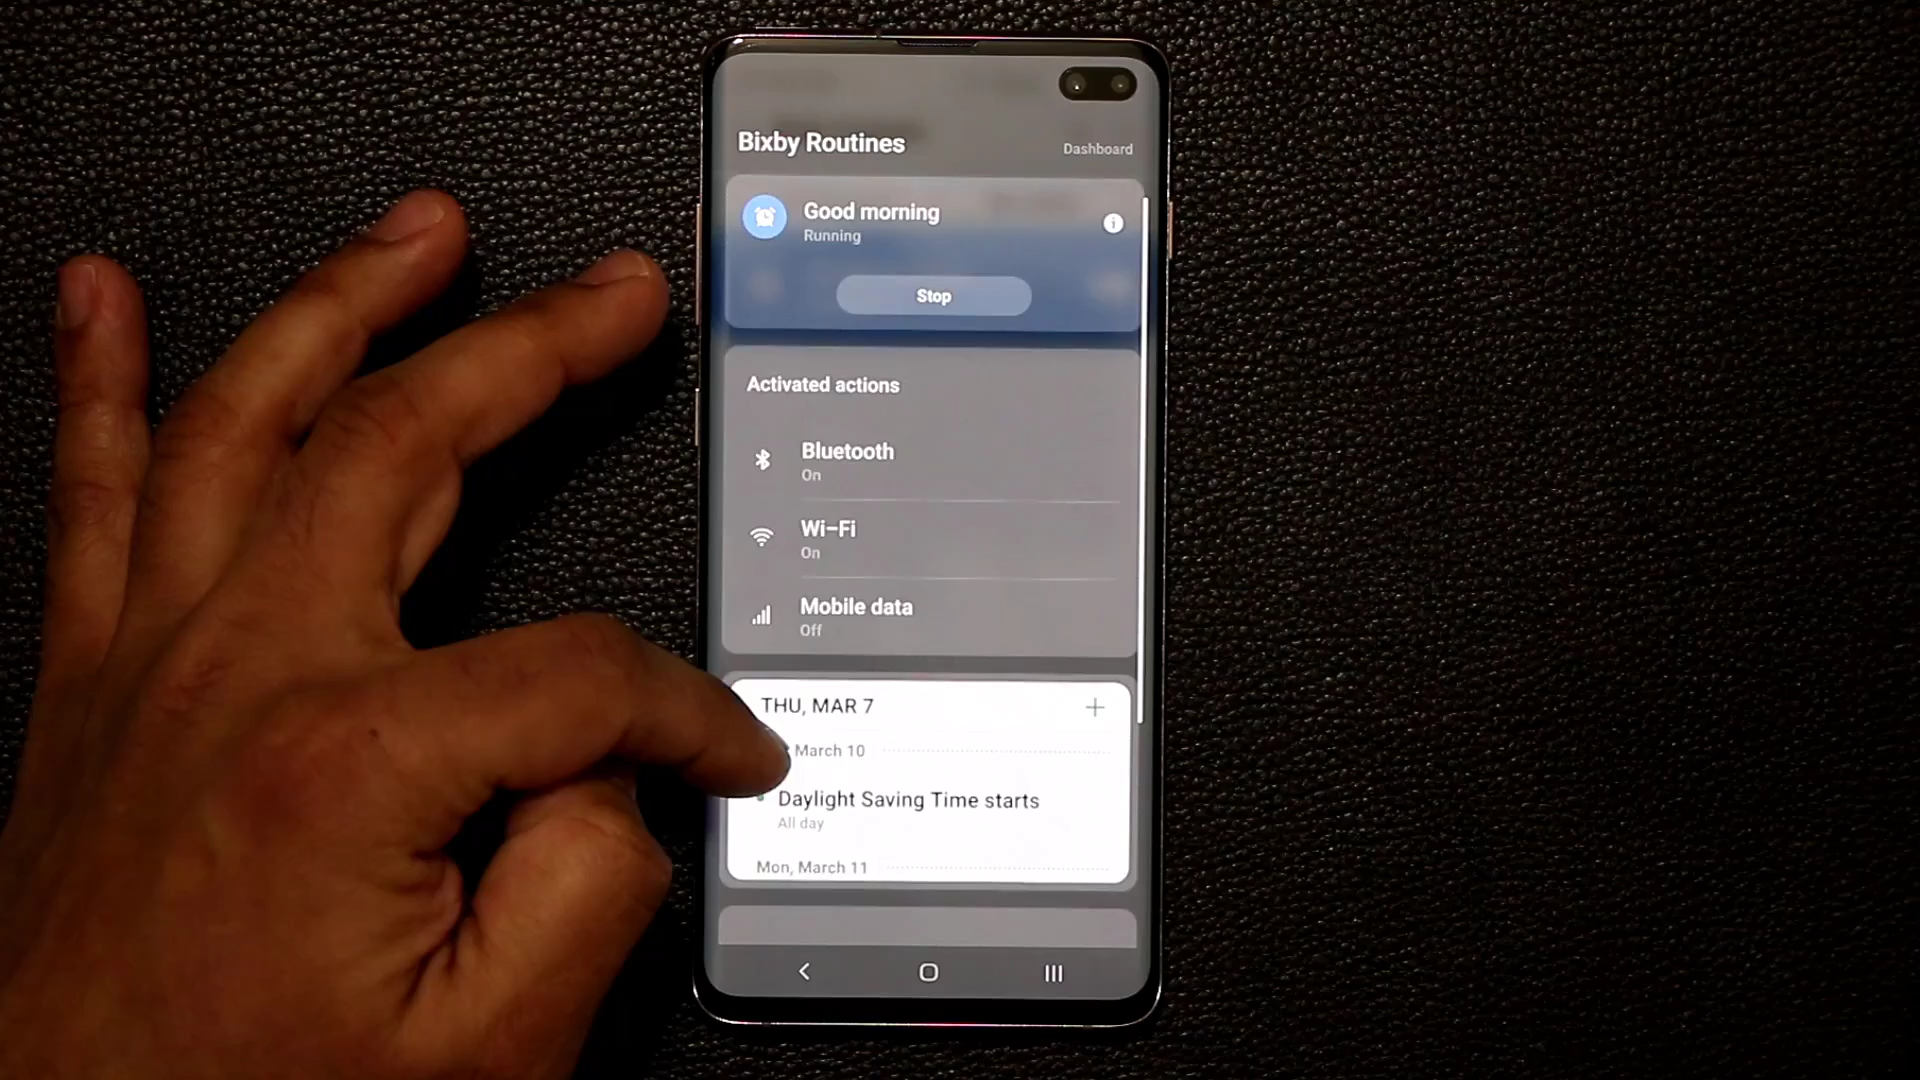 Bixby Routines
Dashboard
Good morning
Running
Stop
Activated actions
Bluetooth
On
Wi-Fi
On
Mobile data
Off
THU, MAR 7
March 10
Daylight Saving Time starts
All day
Mon, March 11